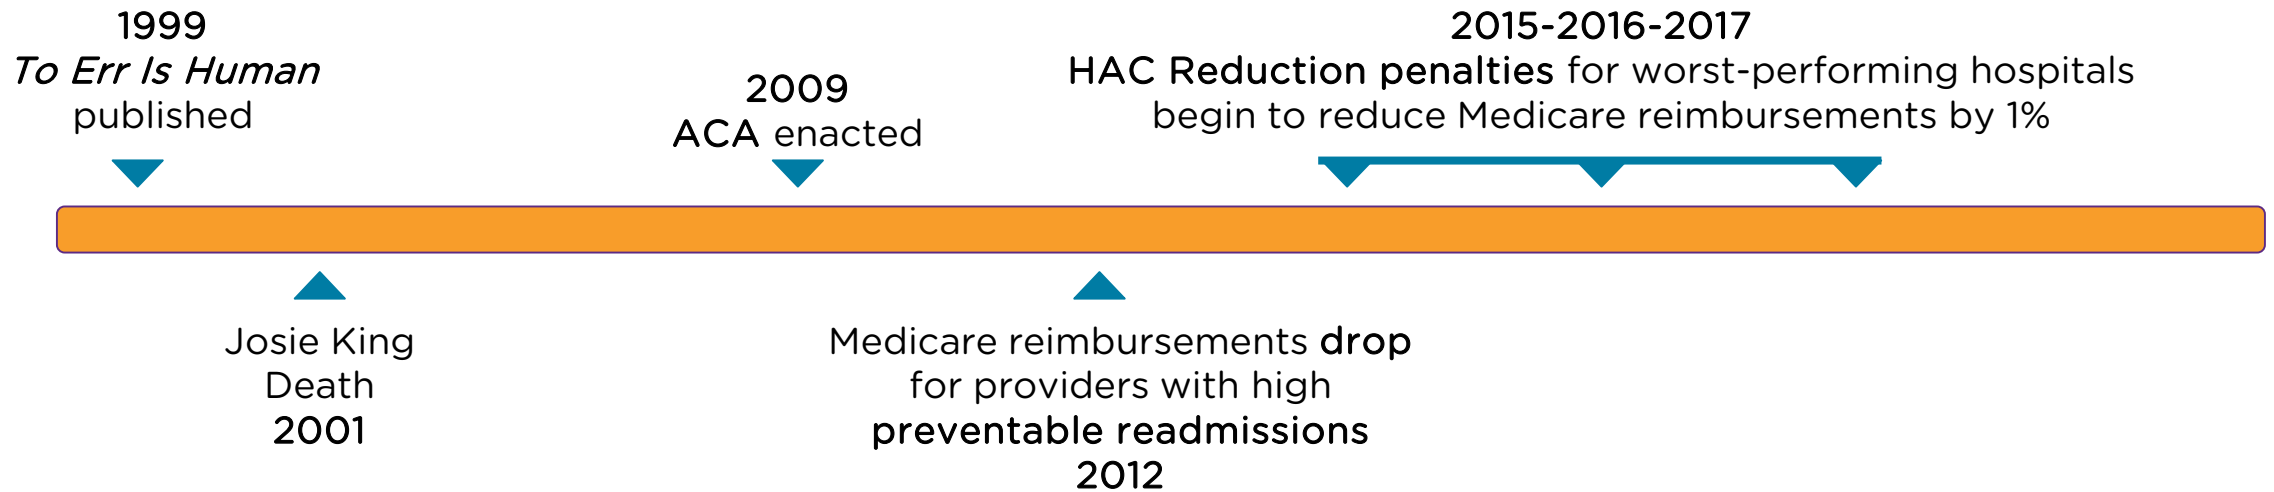 1999
To Err Is Human
published
2009
ACA enacted
2015-2016-2017
HAC Reduction penalties for worst-performing hospitals
begin to reduce Medicare reimbursements by 1%
Josie King
Death
2001
Medicare reimbursements drop
for providers with high
preventable readmissions
2012